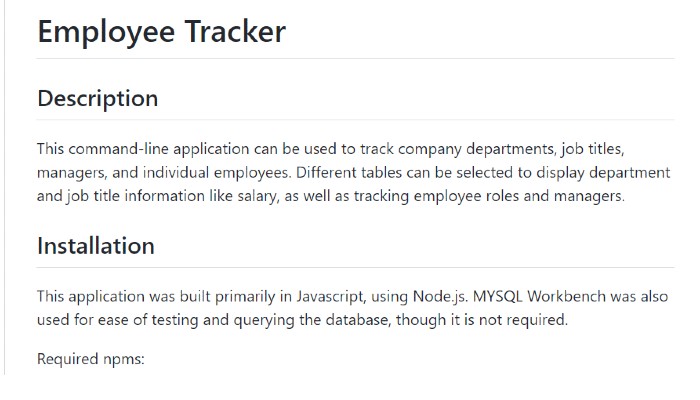 Employee Tracker
Description
This command-line application can be used to track company departments, job titles,
managers, and individual employees. Different tables can be selected to display department
and job title information like salary, as well as tracking employee roles and managers.
Installation
This application was built primarily in Javascript, using Node.js. MYSQL Workbench was also
used for ease of testing and querying the database, though it is not required.
Required npms: